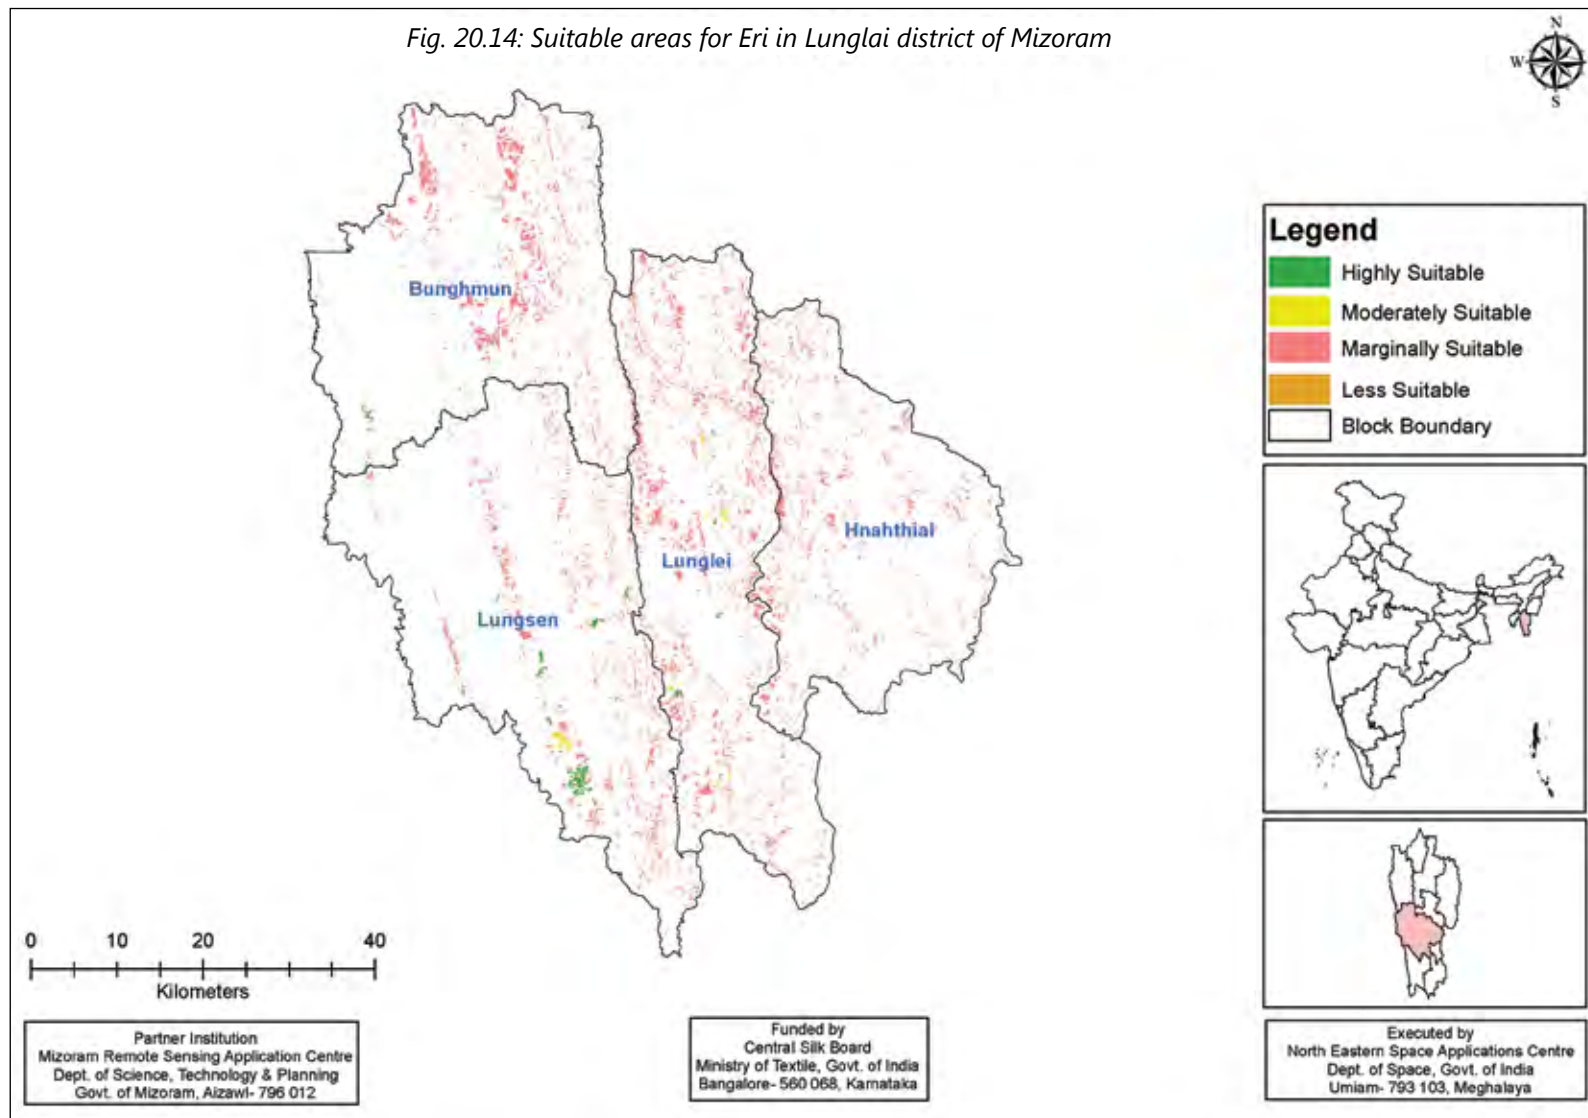 Fig. 20.14: Suitable areas for Eri in Lunglai district of Mizoram
N
W
S
Legend
Highly Suitable
Moderately Suitable
Marginally Suitable
Less Suitable
Block Boundary
Bunghmun
Hnahthial
Lunglei
Lungsen
0 10 20 40
Kilometers
Partner Institution
Mizoram Remote Sensing Application Centre
Dept. of Science, Technology & Planning
Govt. of Mizoram, Aizawl- 796 012
Funded by
Central Silk Board
Ministry of Textile, Govt. of India
Bangalore- 560 068, Karnataka
Executed by
North Eastern Space Applications Centre
Dept. of Space, Govt. of India
Umiam- 793 103, Meghalaya